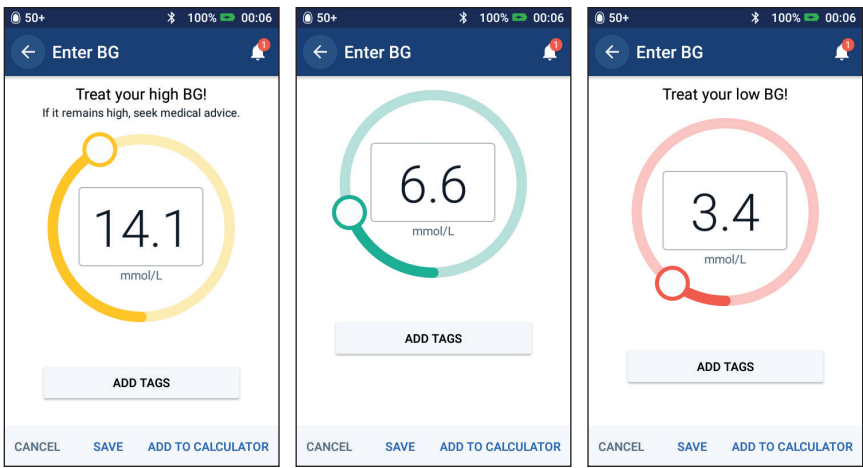 50+ 100% 00:06
Enter BG 1
Treat your high BG!
If it remains high, seek medical advice.
14.1
mmol/L
ADD TAGS
CANCEL SAVE ADD TO CALCULATOR
50+ 100% 00:06
Enter BG 1
6.6
mmol/L
ADD TAGS
CANCEL SAVE ADD TO CALCULATOR
50+ 100% 00:06
Enter BG 1
Treat your low BG!
3.4
mmol/L
ADD TAGS
CANCEL SAVE ADD TO CALCULATOR